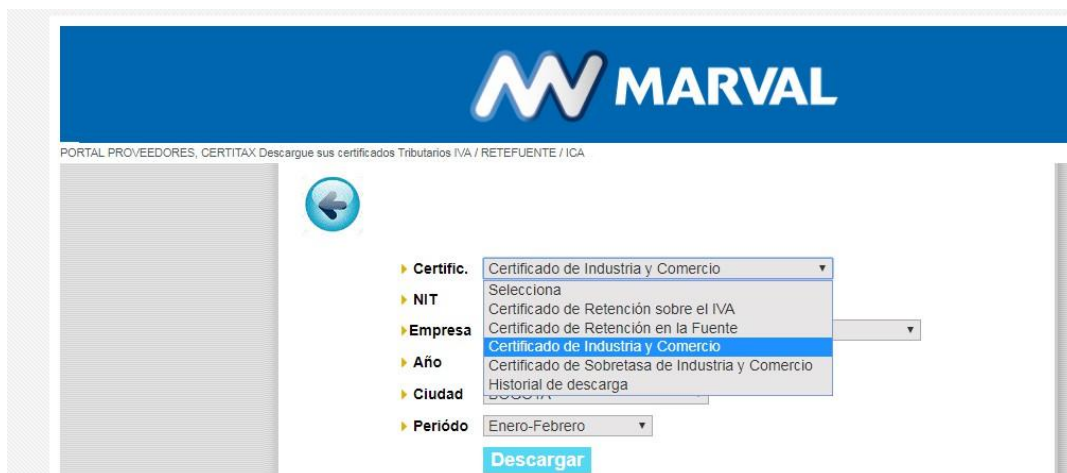 MARVAL
PORTAL PROVEEDORES, CERTITAX Descargue sus certificados Tributarios IVA / RETEFUENTE / ICA
Certific. Certificado de Industria y Comercio
Selecciona
NIT
Certificado de Retención sobre el IVA
Empresa Certificado de Retención en la Fuente
Certificado de Industria y Comercio
Año
Certificado de Sobretasa de Industria y Comercio
Historial de descarga
Ciudad BOGOTA
Periódo Enero-Febrero
Descargar